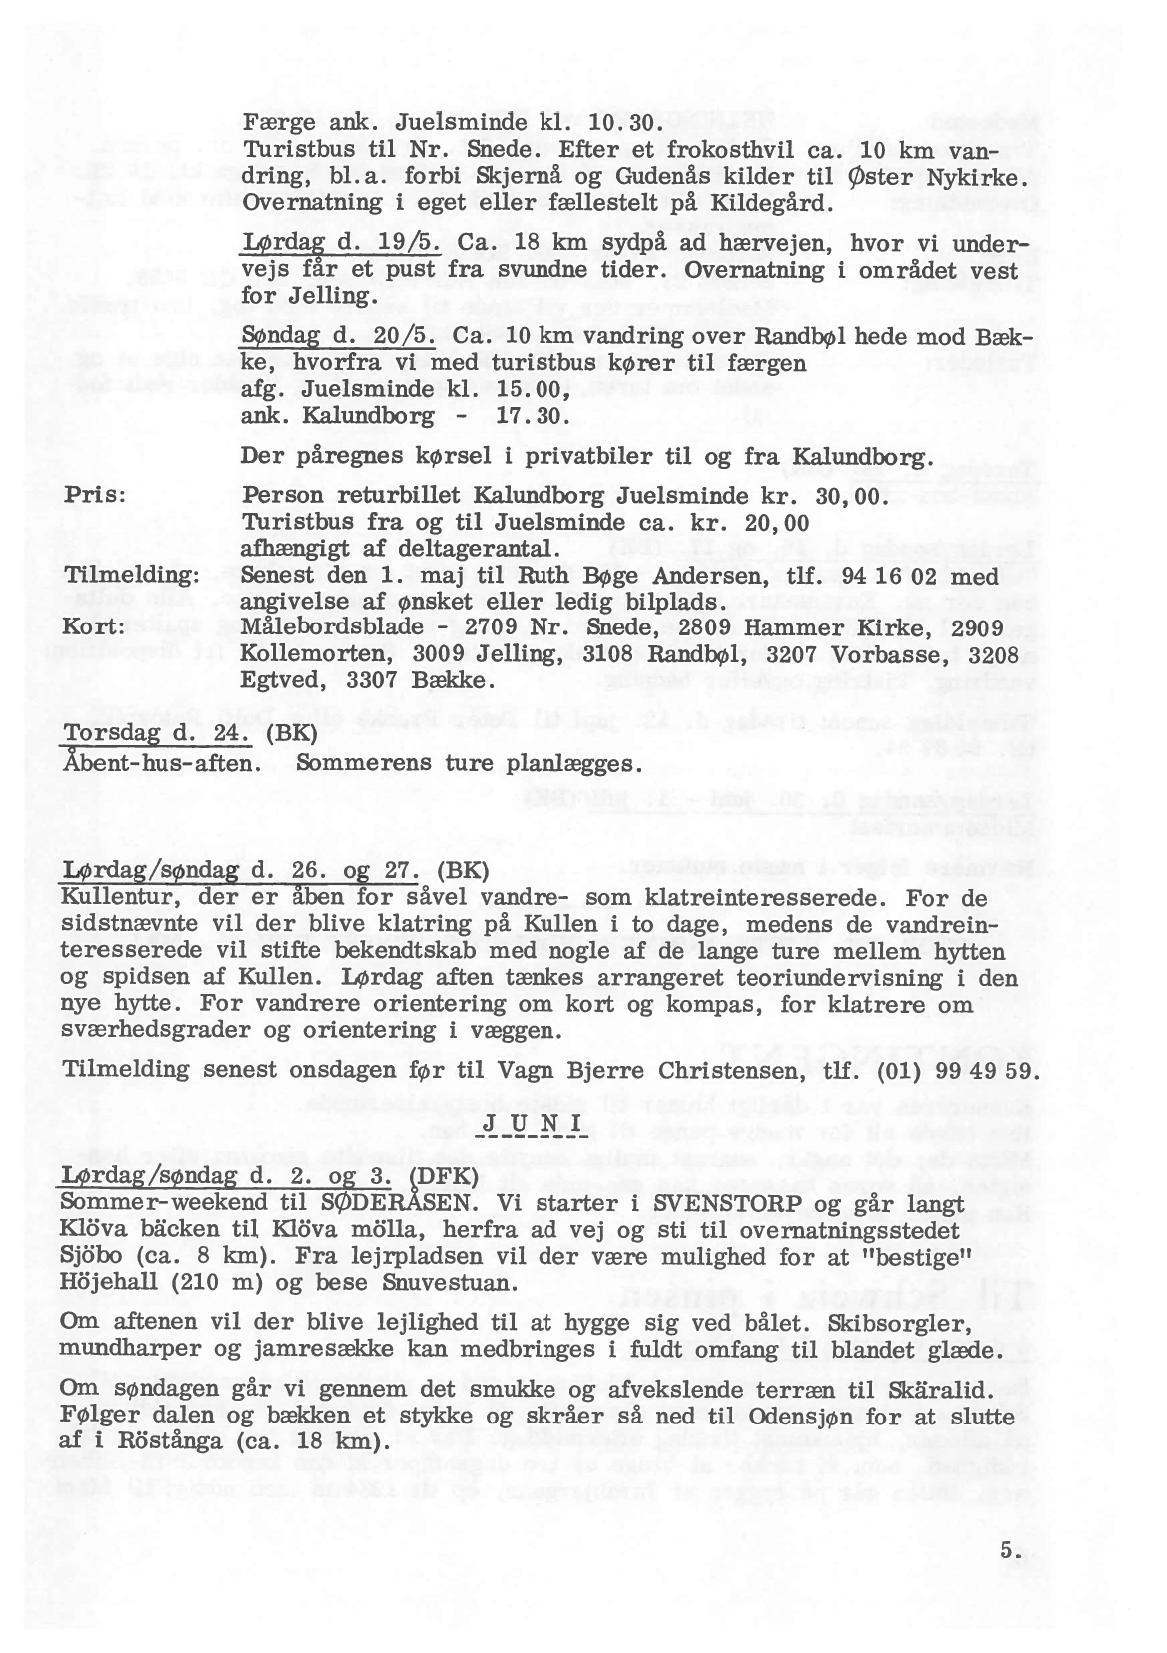 Færge ank. Juelsminde kl. 10.30.
Turistbus til Nr. Snede. Efter et frokosthvil ca. 10 km van-
dring, bl.a. forbi Skjernå og Gudenås kilder til Øster Nykirke.
Overnatning i eget eller fællestelt på Kildegård.
Lørdag d. 19/5. Ca. 18 km sydpå ad hærvejen, hvor vi under-
vejs får et pust fra svundne tider. Overnatning i området vest
for Jelling.
Søndag d. 20/5. Ca. 10 km vandring over Randbøl hede mod Bæk-
ke, hvorfra vi med turistbus kører til færgen
afg. Juelsminde kl. 15.00,
ank. Kalundborg - 17.30.
Der påregnes kørsel i privatbiler til og fra Kalundborg.
Pris: Person returbillet Kalundborg Juelsminde kr. 30,00.
Turistbus fra og til Juelsminde ca. kr. 20,00
afhængigt af deltagerantal.
Tilmelding: Senest den 1. maj til Ruth Bøge Andersen, tlf. 94 16 02 med
angivelse af ønsket eller ledig bilplads.
Kort: Målebordsblade - 2709 Nr. Snede, 2809 Hammer Kirke, 2909
Kollemorten, 3009 Jelling, 3108 Randbøl, 3207 Vorbasse, 3208
Egtved, 3307 Bække.
Torsdag d. 24. (BK)
Åbent-hus-aften. Sommerens ture planlægges.
Lørdag/søndag d. 26. og 27. (BK)
Kullentur, der er åben for såvel vandre- som klatreinteresserede. For de
sidstnævnte vil der blive klatring på Kullen i to dage, medens de vandrein-
teresserede vil stifte bekendtskab med nogle af de lange ture mellem hytten
og spidsen af Kullen. Lørdag aften tænkes arrangeret teoriundervisning i den
nye hytte. For vandrere orientering om kort og kompas, for klatrere om
sværhedsgrader og orientering i væggen.
Tilmelding senest onsdagen før til Vagn Bjerre Christensen, tlf. (01) 99 49 59.
J U N I
Lørdag/søndag d. 2. og 3. (DFK)
Sommer-weekend til SØDERÅSEN. Vi starter i SVENSTORP og går langt
Klöva bäcken til Klöva mölla, herfra ad vej og sti til overnatningsstedet
Sjöbo (ca. 8 km). Fra lejrpladsen vil der være mulighed for at "bestige"
Höjehall (210 m) og bese Snuvestuan.
Om aftenen vil der blive lejlighed til at hygge sig ved bålet. Skibsorgler,
mundharper og jamresække kan medbringes i fuldt omfang til blandet glæde.
Om søndagen går vi gennem det smukke og afvekslende terræn til Skäralid.
Følger dalen og bækken et stykke og skråer så ned til Odensjøn for at slutte
af i Röstånga (ca. 18 km).
5.